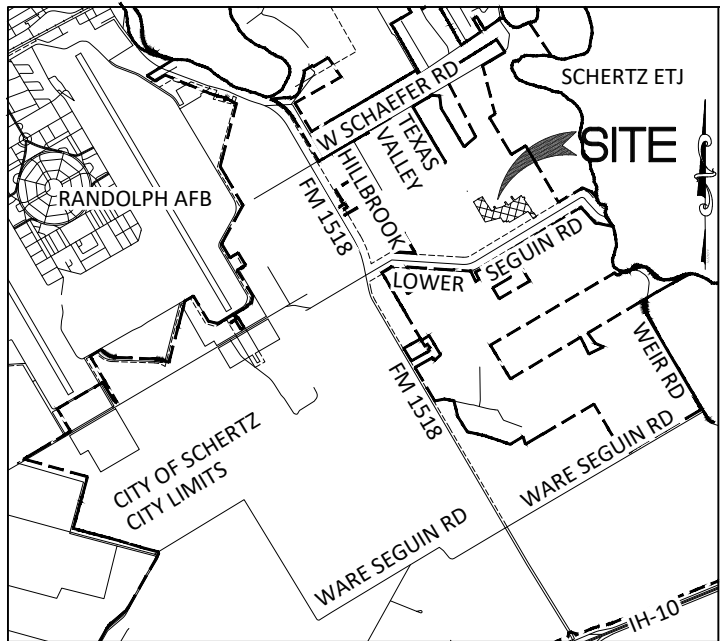 SCHERTZ ETJ
W SCHAEFER RD
TEXAS
VALLEY
SITE
HILLBROOK
RANDOLPH AFB
FM 1518
LOWER
SEGUIN RD
WEIR RD
FM 1518
CITY OF SCHERTZ
CITY LIMITS
WARE SEGUIN RD
WARE SEGUIN RD
IH-10